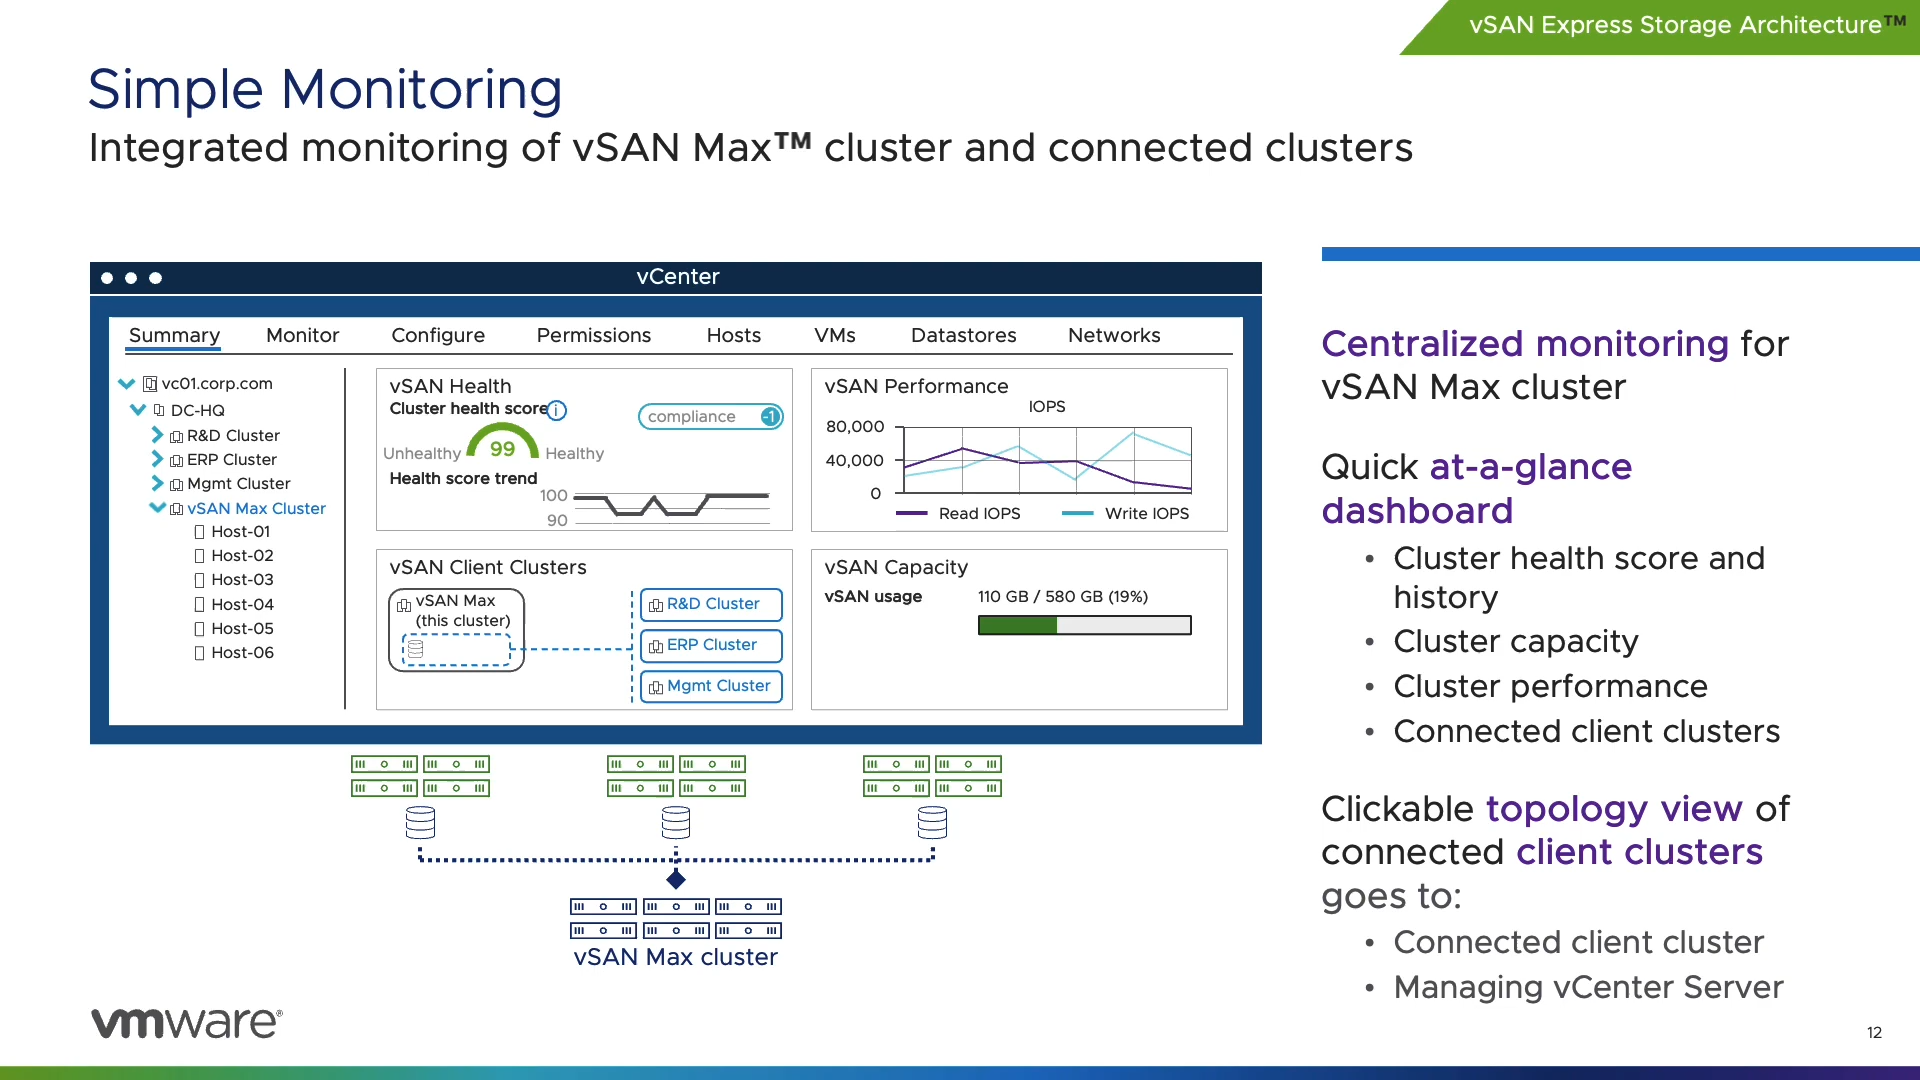 vSAN Express Storage Architecture™
Simple Monitoring
Integrated monitoring of vSAN Max™ cluster and connected clusters
vCenter
Summary Monitor Configure Permissions Hosts VMs Datastores Networks
vc01.corp.com
DC-HQ
R&D Cluster
ERP Cluster
Mgmt Cluster
vSAN Max Cluster
Host-01
Host-02
Host-03
Host-04
Host-05
Host-06
vSAN Health
Cluster health score i
compliance -1
Unhealthy 99 Healthy
Health score trend
100
90
vSAN Performance
IOPS
80,000
40,000
0
Read IOPS Write IOPS
vSAN Client Clusters
vSAN Max
(this cluster)
R&D Cluster
ERP Cluster
Mgmt Cluster
vSAN Capacity
vSAN usage 110 GB / 580 GB (19%)
vSAN Max cluster
Centralized monitoring for
vSAN Max cluster
Quick at-a-glance
dashboard
• Cluster health score and
history
• Cluster capacity
• Cluster performance
• Connected client clusters
Clickable topology view of
connected client clusters
goes to:
• Connected client cluster
• Managing vCenter Server
vmware®
12